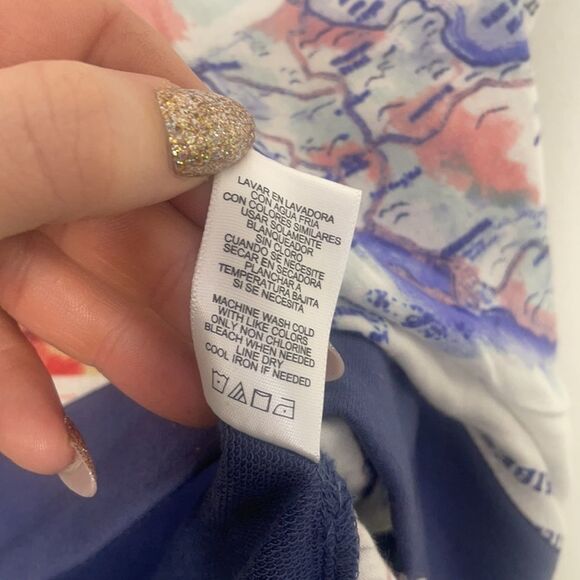 LAVAR EN LAVADORA
CON AGUA FRIA
CON COLORES SIMILARES
USAR SOLAMENTE
BLANQUEADOR
SIN CLORO
CUANDO SE NECESITE
SECAR EN SECADORA
PLANCHAR A
TEMPERATURA BAJITA
SI SE NECESITA
MACHINE WASH COLD
WITH LIKE COLORS
ONLY NON CHLORINE
BLEACH WHEN NEEDED
LINE DRY
COOL IRON IF NEEDED